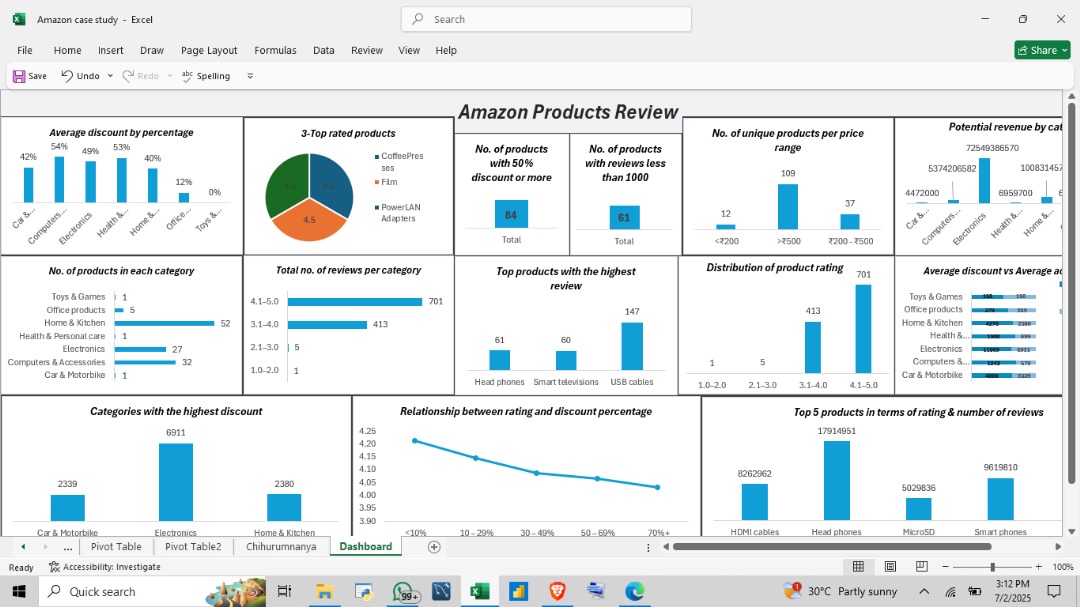 Amazon case study - Excel
Search
File Home Insert Draw Page Layout Formulas Data Review View Help
Share
Save Undo Redo abc Spelling
Amazon Products Review
Average discount by percentage
42% 54% 49% 53% 40% 12% 0%
Car &... Computers... Electronics Health &... Home &... Office... Toys &...
3-Top rated products
4.5
CoffeePres
ses
Film
PowerLAN
Adapters
No. of products
with 50%
discount or more
84
Total
No. of products
with reviews less
than 1000
61
Total
No. of unique products per price
range
12 109 37
<₹200 >₹500 ₹200 - ₹500
Potential revenue by cat
72549386570
5374206582 10083145
4472000 6959700
Car &... Electronics Home &...
No. of products in each category
Toys & Games 1
Office products 5
Home & Kitchen 52
Health & Personal care 1
Electronics 27
Computers & Accessories 32
Car & Motorbike 1
Total no. of reviews per category
4.1–5.0 701
3.1–4.0 413
2.1–3.0 5
1.0–2.0 1
Top products with the highest
review
61 60 147
Head phones Smart televisions USB cables
Distribution of product rating
1 5 413 701
1.0–2.0 2.1–3.0 3.1–4.0 4.1–5.0
Average discount vs Average ac
Toys & Games
Office products
Home & Kitchen
Health &...
Electronics
Computers &...
Car & Motorbike
Categories with the highest discount
2339 6911 2380
Car & Motorbike Electronics Home & Kitchen
Relationship between rating and discount percentage
4.25
4.20
4.15
4.10
4.05
4.00
3.95
3.90
<10% 10–29% 30–49% 50–69% 70%+
Top 5 products in terms of rating & number of reviews
8262962 17914951 5029836 9619810
HDMI cables Head phones MicroSD Smart phones
... Pivot Table Pivot Table2 Chihurumnanya Dashboard
Ready Accessibility: Investigate 100%
Quick search
99+
30°C Partly sunny
3:12 PM
7/2/2025